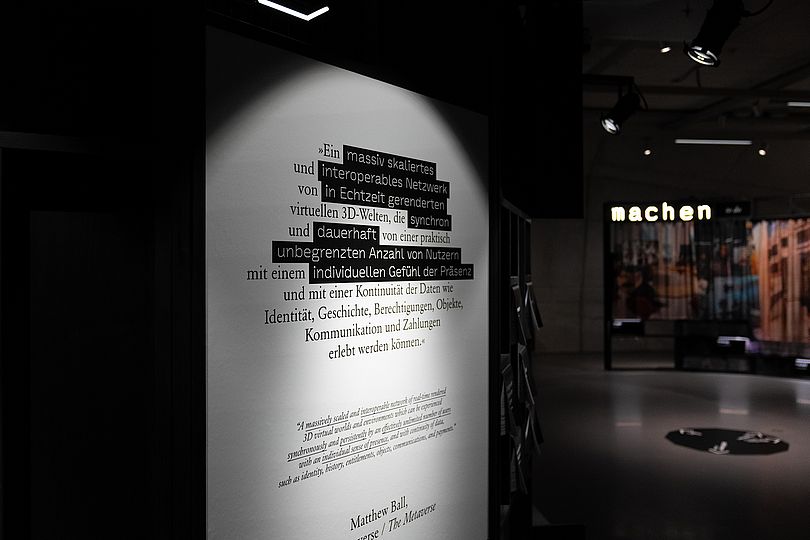 »Ein massiv skaliertes
und interoperables Netzwerk
von in Echtzeit gerenderten
virtuellen 3D-Welten, die synchron
und dauerhaft von einer praktisch
unbegrenzten Anzahl von Nutzern
mit einem individuellen Gefühl der Präsenz
und mit einer Kontinuität der Daten wie
Identität, Geschichte, Berechtigungen, Objekte,
Kommunikation und Zahlungen
erlebt werden können.«
"A massively scaled and interoperable network of real-time rendered
3D virtual worlds and environments which can be experienced
synchronously and persistently by an effectively unlimited number of users
with an individual sense of presence, and with continuity of data,
such as identity, history, entitlements, objects, communications, and payments."
Matthew Ball,
/ The Metaverse
machen